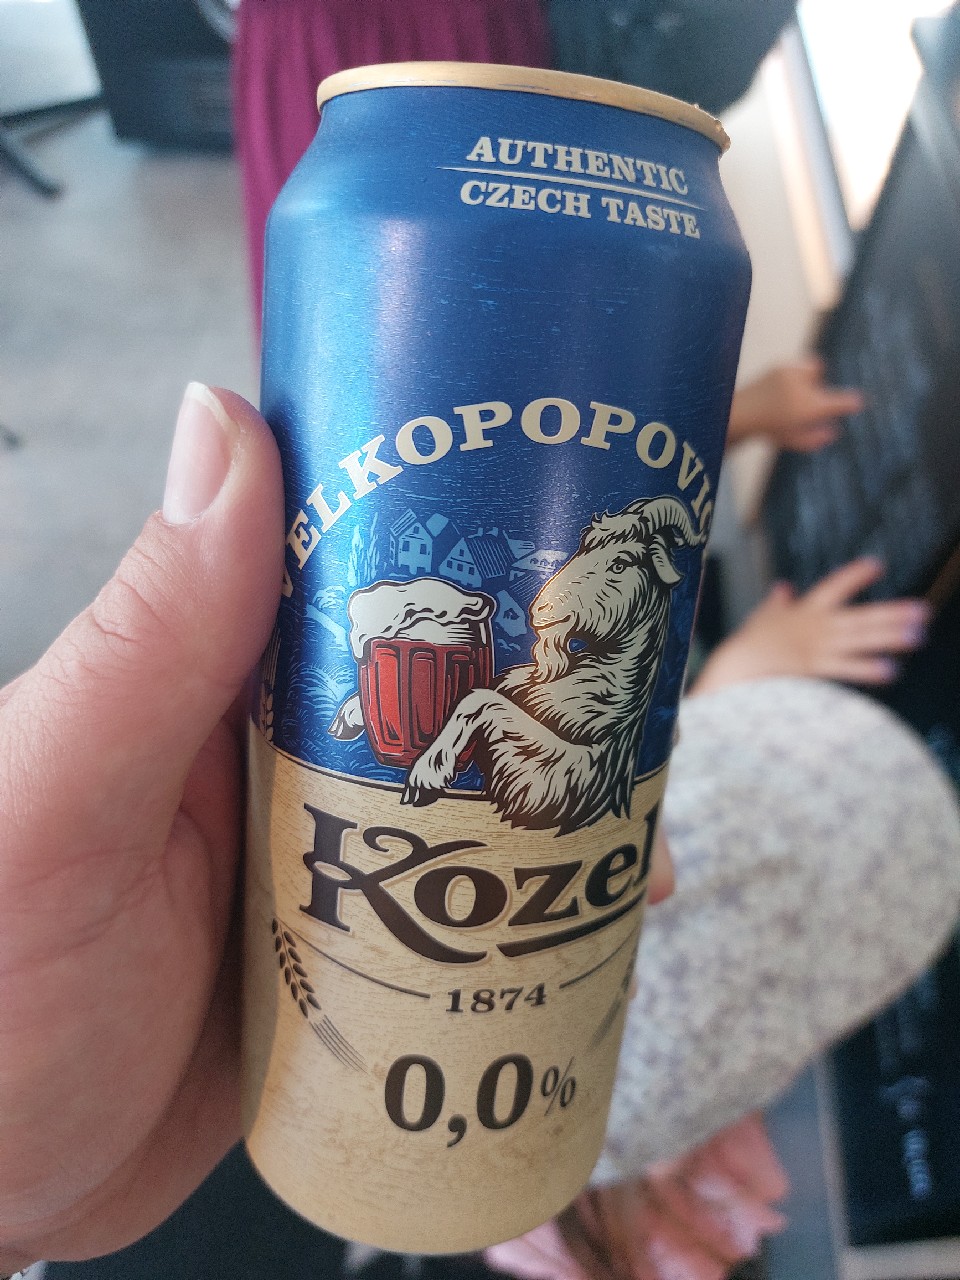 AUTHENTIC
CZECH TASTE
VELKOPOPOVIC
Kozel
1874
0,0%